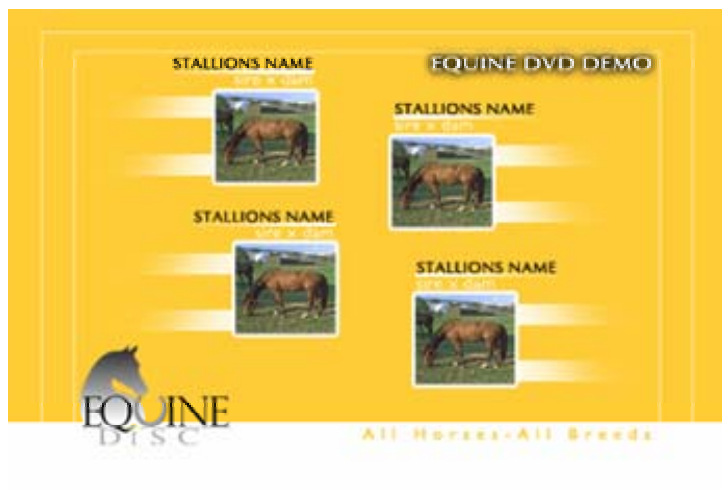 STALLIONS NAME
sire x dam
EQUINE DVD DEMO
STALLIONS NAME
sire x dam
STALLIONS NAME
sire x dam
STALLIONS NAME
sire x dam
EQUINE
DISC
All Horses-All Breeds